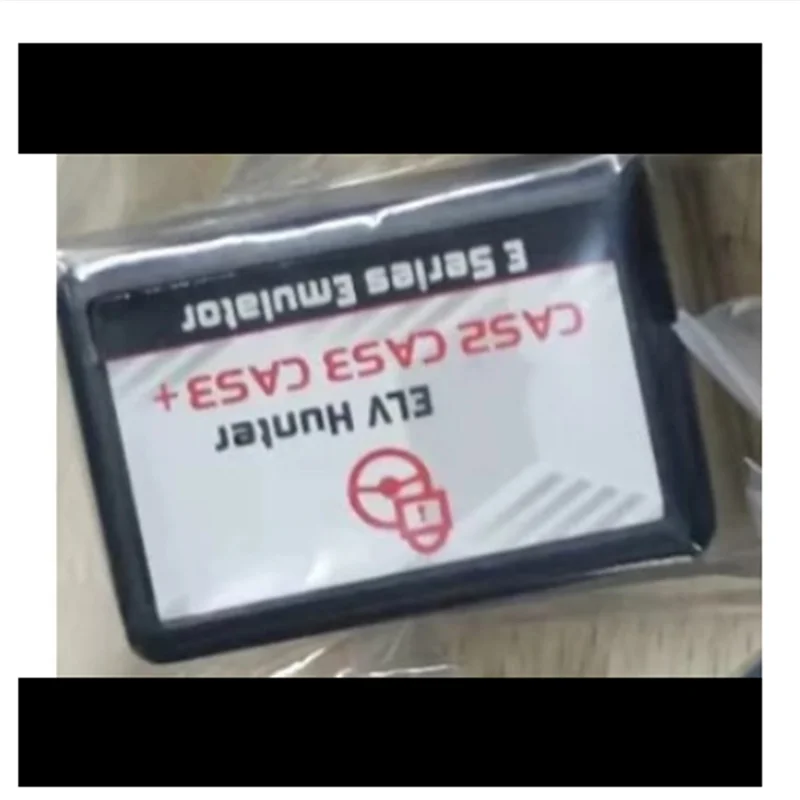 ELV Hunter
CAS2 CAS3 CAS3+
E Series Emulator